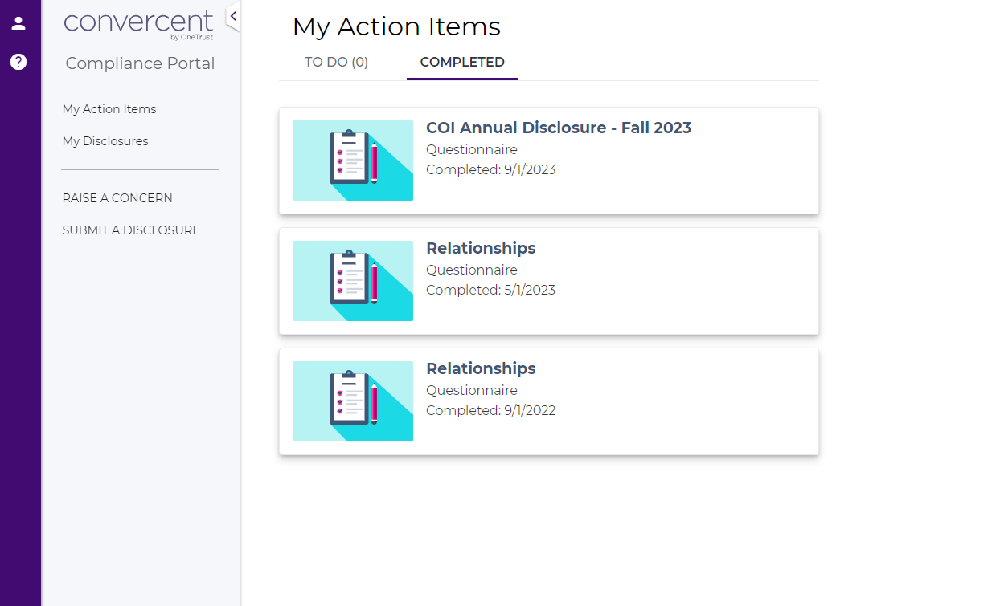 convercent
by OneTrust
Compliance Portal
My Action Items
My Disclosures
RAISE A CONCERN
SUBMIT A DISCLOSURE
My Action Items
TO DO (0)
COMPLETED
COI Annual Disclosure - Fall 2023
Questionnaire
Completed: 9/1/2023
Relationships
Questionnaire
Completed: 5/1/2023
Relationships
Questionnaire
Completed: 9/1/2022